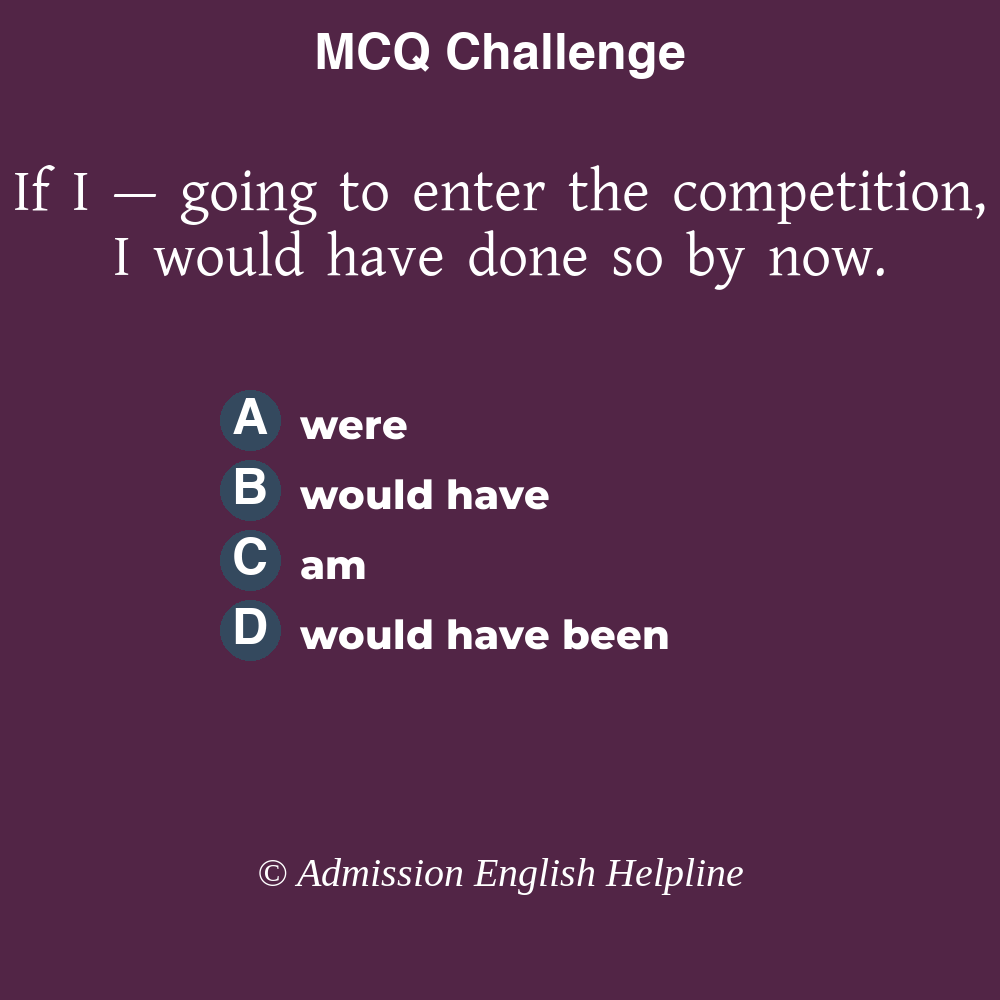 MCQ Challenge
If I — going to enter the competition,
I would have done so by now.
A were
B would have
C am
D would have been
© Admission English Helpline